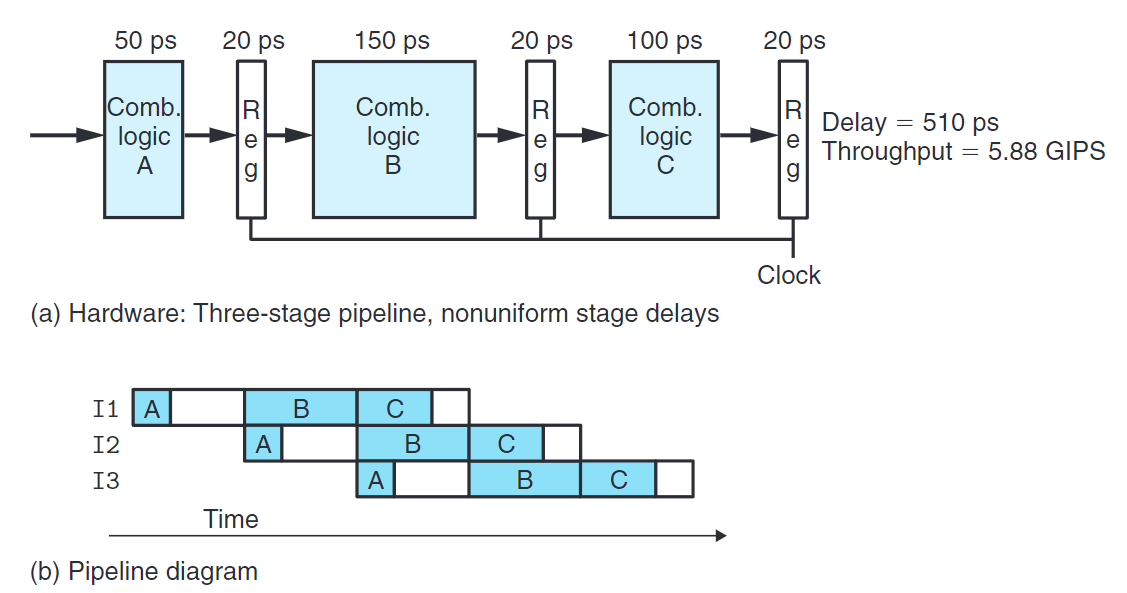 50 ps 20 ps 150 ps 20 ps 100 ps 20 ps
Comb.
logic
A
Reg
Comb.
logic
B
Reg
Comb.
logic
C
Reg
Delay = 510 ps
Throughput = 5.88 GIPS
Clock
(a) Hardware: Three-stage pipeline, nonuniform stage delays
I1 A B C
I2 A B C
I3 A B C
Time
(b) Pipeline diagram